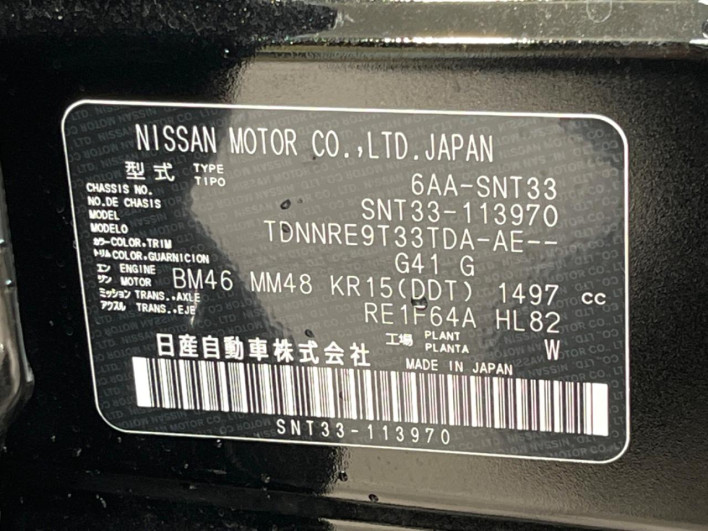 NISSAN MOTOR CO.,LTD.JAPAN
型式 TYPE TIPO 6AA-SNT33
CHASSIS NO. NO.DE CHASIS SNT33-113970
MODEL MODELO TDNNRE9T33TDA-AE--
カラー COLOR,TRIM トリム COLOR,GUARNICION G41 G
エンジン ENGINE MOTOR BM46 MM48 KR15(DDT) 1497 cc
ミッション TRANS.,AXLE アクスル TRANS.,EJE RE1F64A HL82
日産自動車株式会社 工場 PLANT PLANTA W
MADE IN JAPAN
SNT33-113970